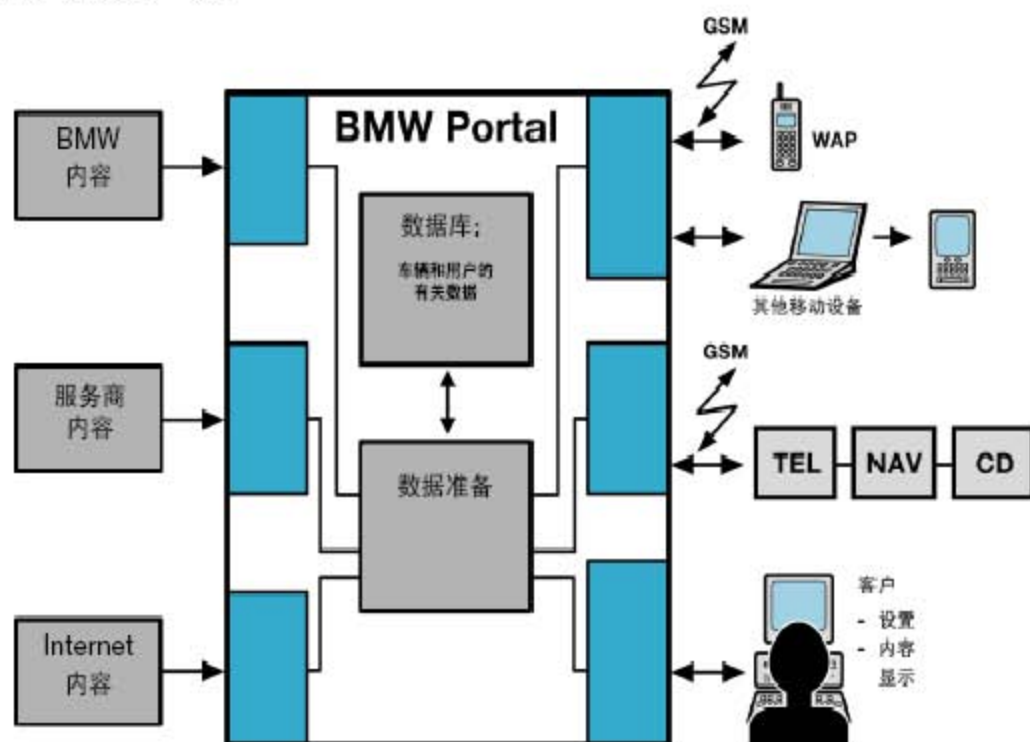 BMW
内容
服务商
内容
Internet
内容
BMW Portal
数据库;
车辆和用户的
有关数据
数据准备
GSM
WAP
其他移动设备
GSM
TEL
NAV
CD
客户
- 设置
- 内容
显示